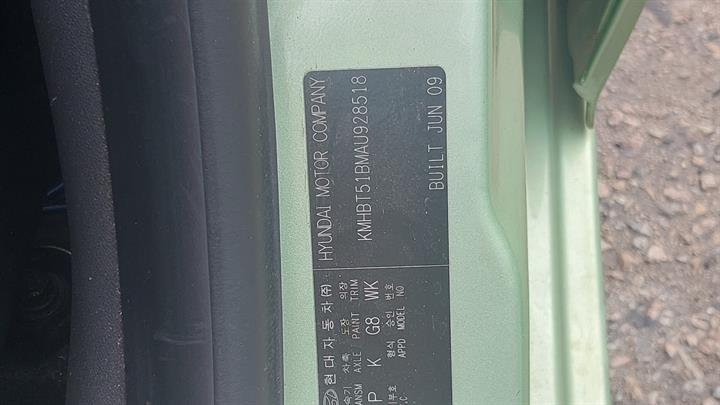 현대자동차(주) HYUNDAI MOTOR COMPANY
KMHBT51BMAU928518
차축 도장 의장
AXLE PAINT TRIM
P K G8 WK
형식 승인 번호
APPD MODEL NO
BUILT JUN 09